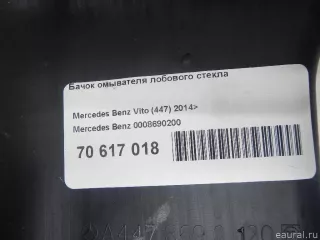 Бачок омывателя лобового стекла
Mercedes Benz Vito (447) 2014>
Mercedes Benz 0008690200
70 617 018
eaural.ru